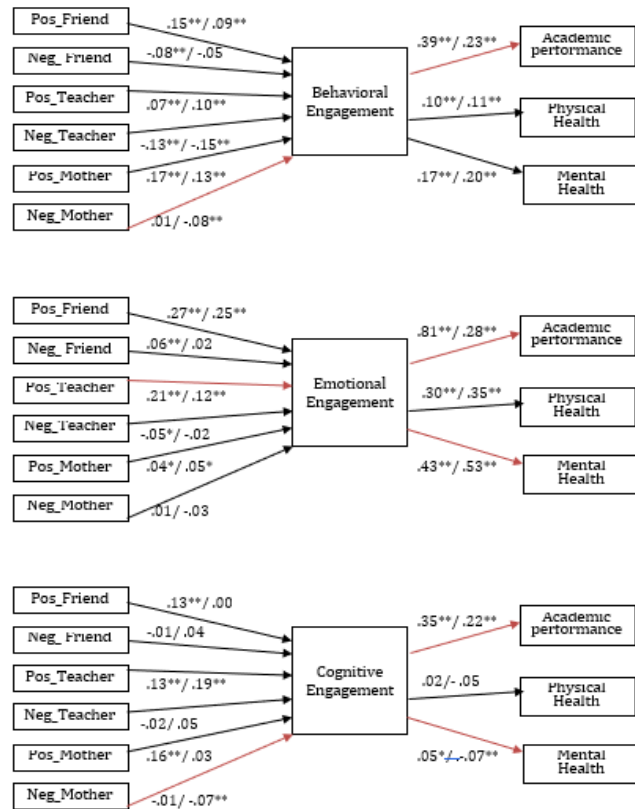 Pos_Friend
.15**/ .09**
Neg_ Friend
-.08**/ -.05
Pos_Teacher
.07**/ .10**
Neg_Teacher
-.13**/ -.15**
Pos_Mother
.17**/ .13**
Neg_Mother
.01/ -.08**
Behavioral
Engagement
.39**/ .23**
Academic
performance
.10**/ .11**
Physical
Health
.17**/ .20**
Mental
Health
Pos_Friend
.27**/ .25**
Neg_ Friend
.06**/ .02
Pos_Teacher
.21**/ .12**
Neg_Teacher
-.05*/ -.02
Pos_Mother
.04*/ .05*
Neg_Mother
.01/ -.03
Emotional
Engagement
.81**/ .28**
Academic
performance
.30**/ .35**
Physical
Health
.43**/ .53**
Mental
Health
Pos_Friend
.13**/ .00
Neg_ Friend
-.01/ .04
Pos_Teacher
.13**/ .19**
Neg_Teacher
-.02/ .05
Pos_Mother
.16**/ .03
Neg_Mother
-.01/ -.07**
Cognitive
Engagement
.35**/ .22**
Academic
performance
.02/ -.05
Physical
Health
.05*/ -.07**
Mental
Health